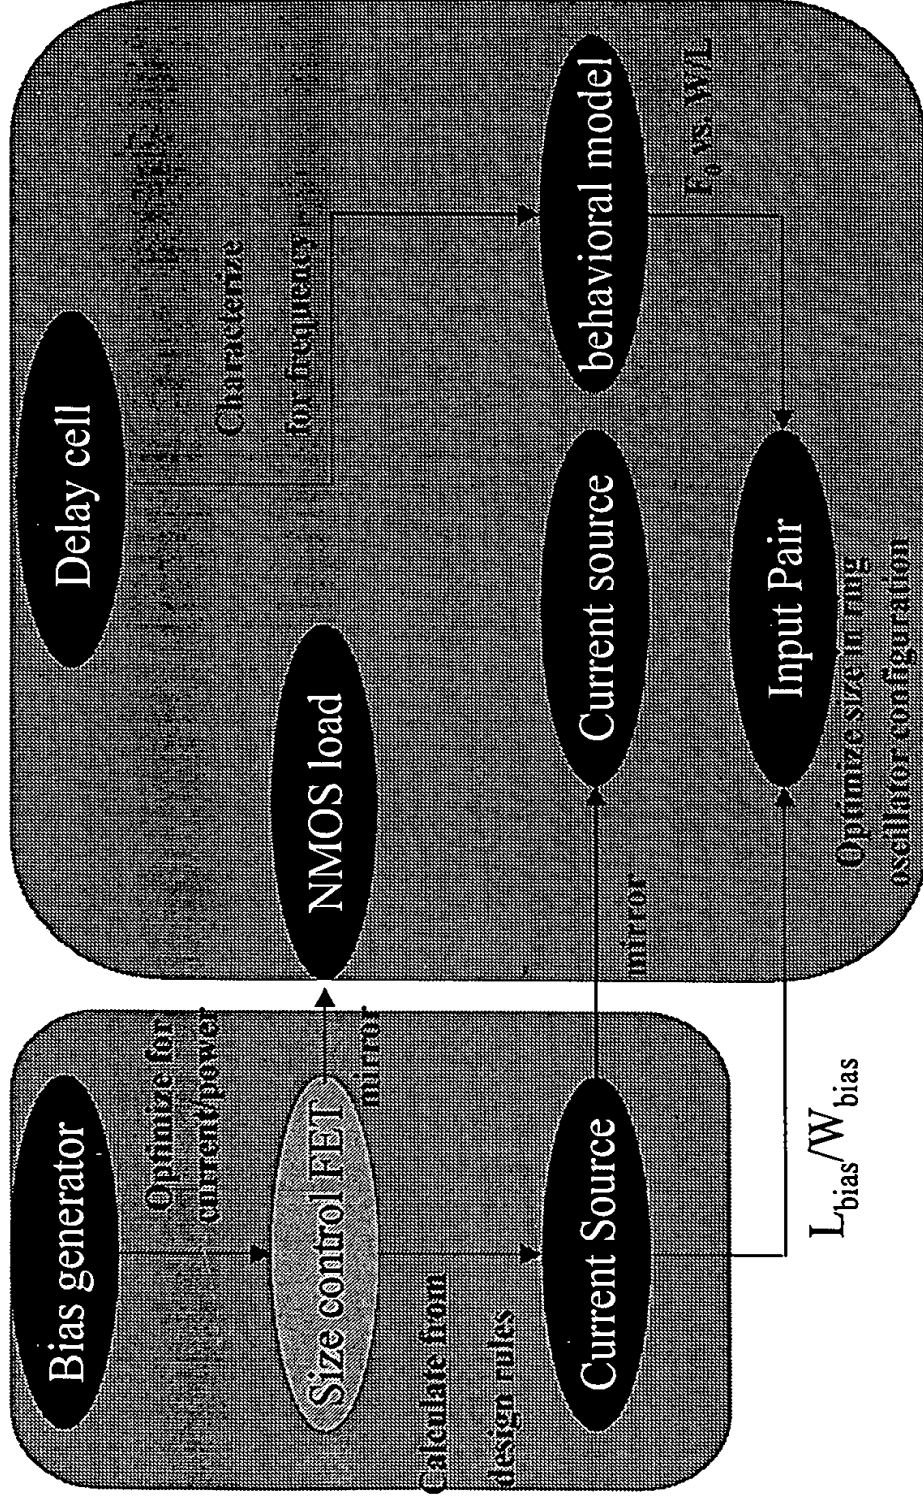 Bias generator
Optimize for
current/power
Size control FET
mirror
Calculate from
design rules
Current Source
L_bias/W_bias
Delay cell
Characterize
for frequency
NMOS load
mirror
Current source
behavioral model
F₀ vs. W/L
Input Pair
Optimize size in ring
oscillator configuration